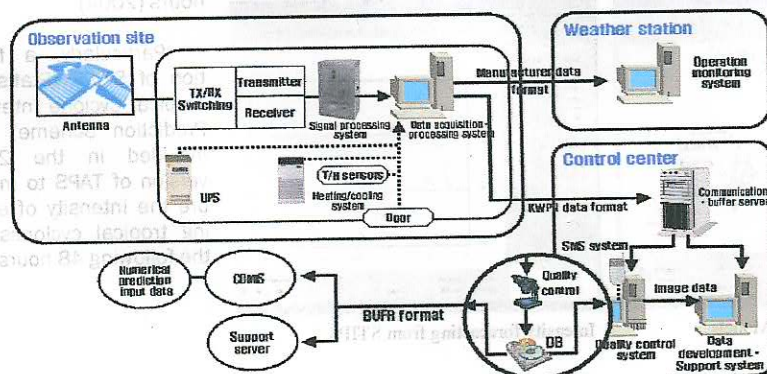 Observation site
Antenna
TX/RX
Switching
Transmitter
Receiver
Signal processing
system
Data acquisition-
processing system
UPS
T/H sensors
Heating/cooling
system
Door
Manufacturer data
format
Weather station
Operation
monitoring
system
KWP1 data format
Control center
Communication
- buffer server
SMS system
Image data
Quality control
system
Data
development -
Support system
Quality
control
DB
BUFR format
COMS
Numerical
prediction
input data
Support
server